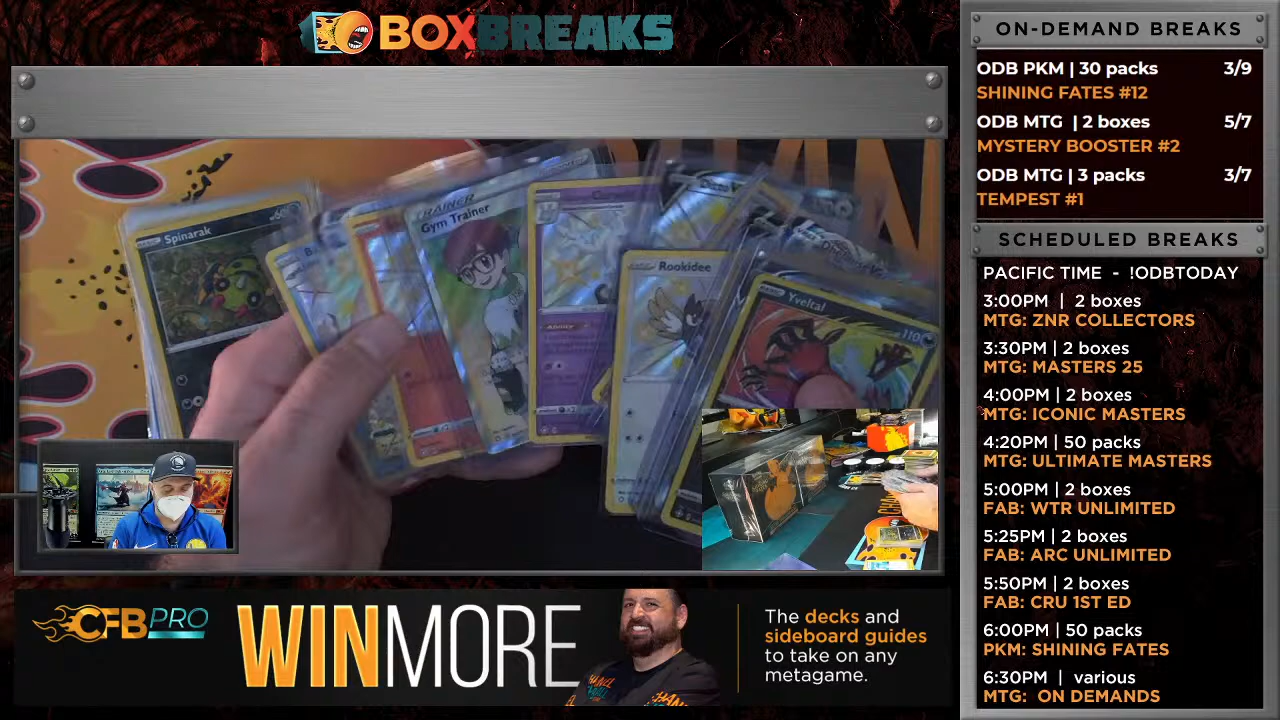 BOXBREAKS
ON-DEMAND BREAKS
ODB PKM | 30 packs 3/9
SHINING FATES #12
ODB MTG | 2 boxes 5/7
MYSTERY BOOSTER #2
ODB MTG | 3 packs 3/7
TEMPEST #1
SCHEDULED BREAKS
PACIFIC TIME - !ODBTODAY
3:00PM | 2 boxes
MTG: ZNR COLLECTORS
3:30PM | 2 boxes
MTG: MASTERS 25
4:00PM | 2 boxes
MTG: ICONIC MASTERS
4:20PM | 50 packs
MTG: ULTIMATE MASTERS
5:00PM | 2 boxes
FAB: WTR UNLIMITED
5:25PM | 2 boxes
FAB: ARC UNLIMITED
5:50PM | 2 boxes
FAB: CRU 1ST ED
6:00PM | 50 packs
PKM: SHINING FATES
6:30PM | various
MTG: ON DEMANDS
Spinarak
TRAINER
Gym Trainer
Ability
Rookidee
Yveltal
110
CFBPRO
WINMORE
The decks and
sideboard guides
to take on any
metagame.